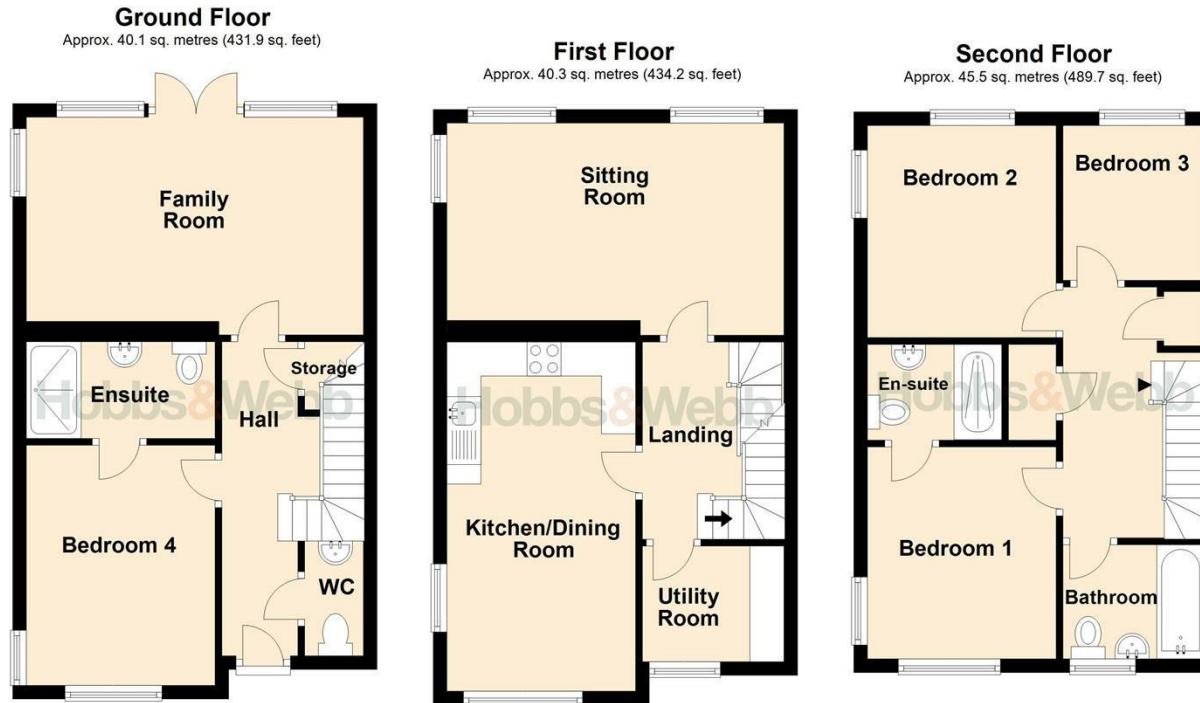 Ground Floor
Approx. 40.1 sq. metres (431.9 sq. feet)
Family
Room
Ensuite
Storage
Hall
Bedroom 4
WC
Hobbs&Webb
First Floor
Approx. 40.3 sq. metres (434.2 sq. feet)
Sitting
Room
Landing
Kitchen/Dining
Room
Utility
Room
Hobbs&Webb
Second Floor
Approx. 45.5 sq. metres (489.7 sq. feet)
Bedroom 2
Bedroom 3
En-suite
Bedroom 1
Bathroom
Hobbs&Webb